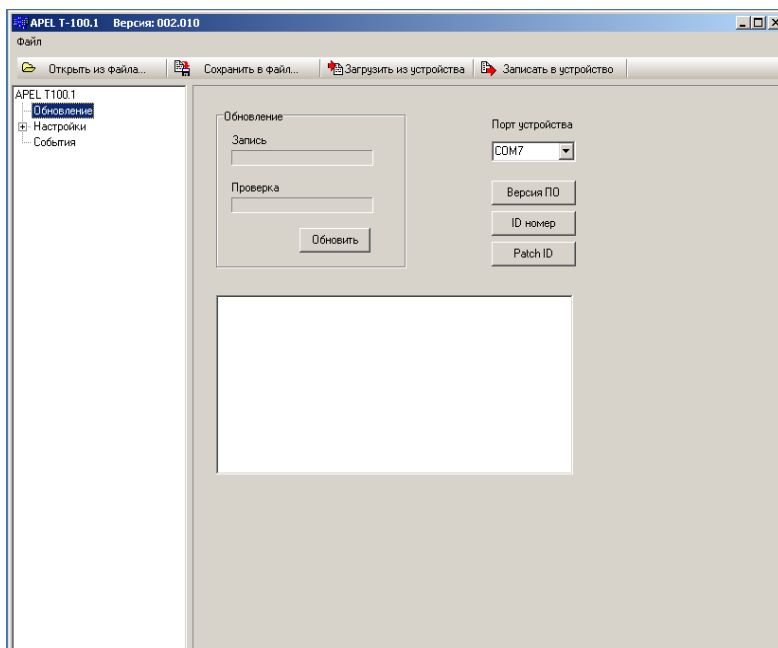 APEL T-100.1 Версия: 002.010
Файл
Открыть из файла... Сохранить в файл... Загрузить из устройства Записать в устройство
APEL T100.1
Обновление
Настройки
События
Обновление
Запись
Проверка
Обновить
Порт устройства
COM7
Версия ПО
ID номер
Patch ID